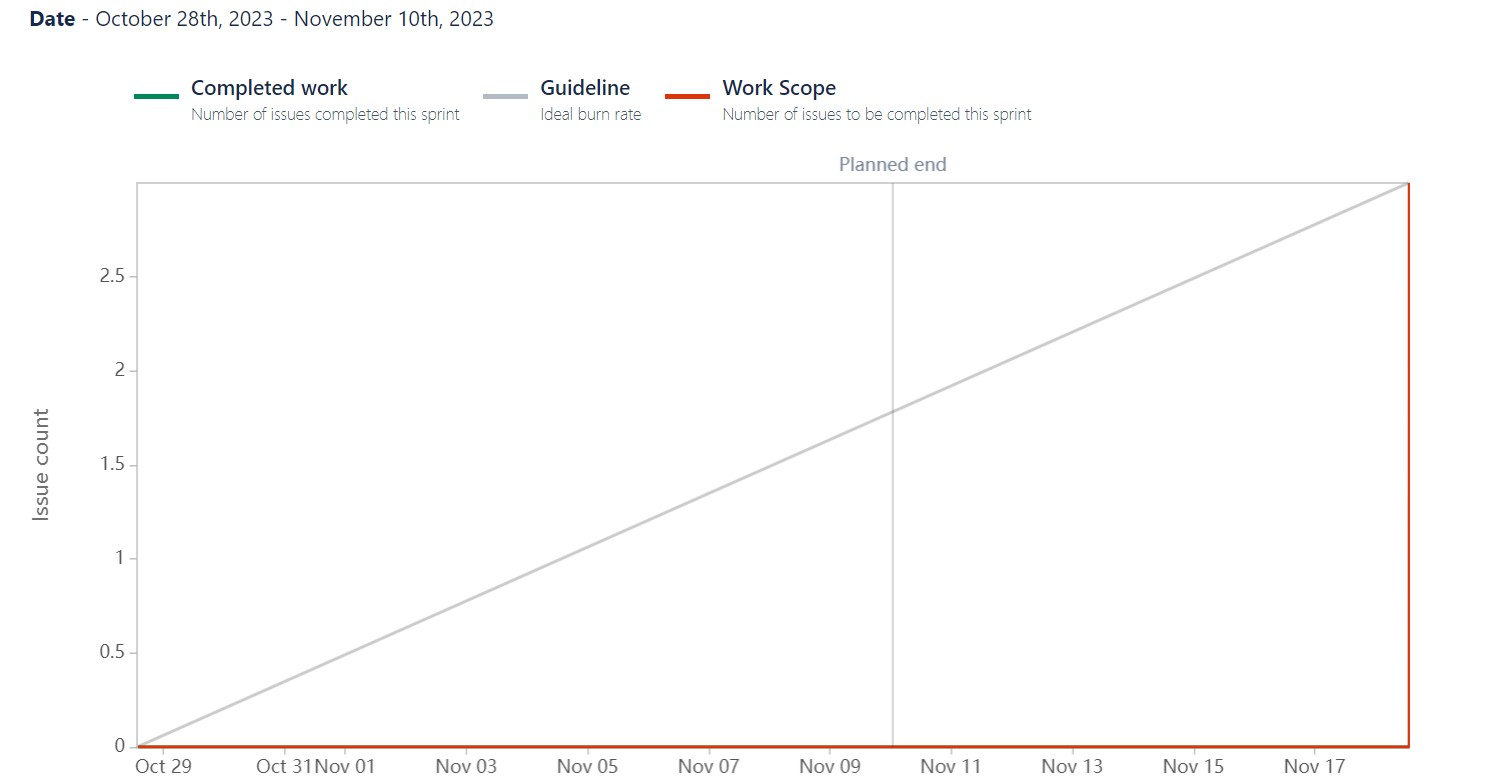 Date - October 28th, 2023 - November 10th, 2023
Completed work Guideline Work Scope
Number of issues completed this sprint Ideal burn rate Number of issues to be completed this sprint
Planned end
2.5
2
1.5
1
0.5
0
Issue count
Oct 29 Oct 31 Nov 01 Nov 03 Nov 05 Nov 07 Nov 09 Nov 11 Nov 13 Nov 15 Nov 17